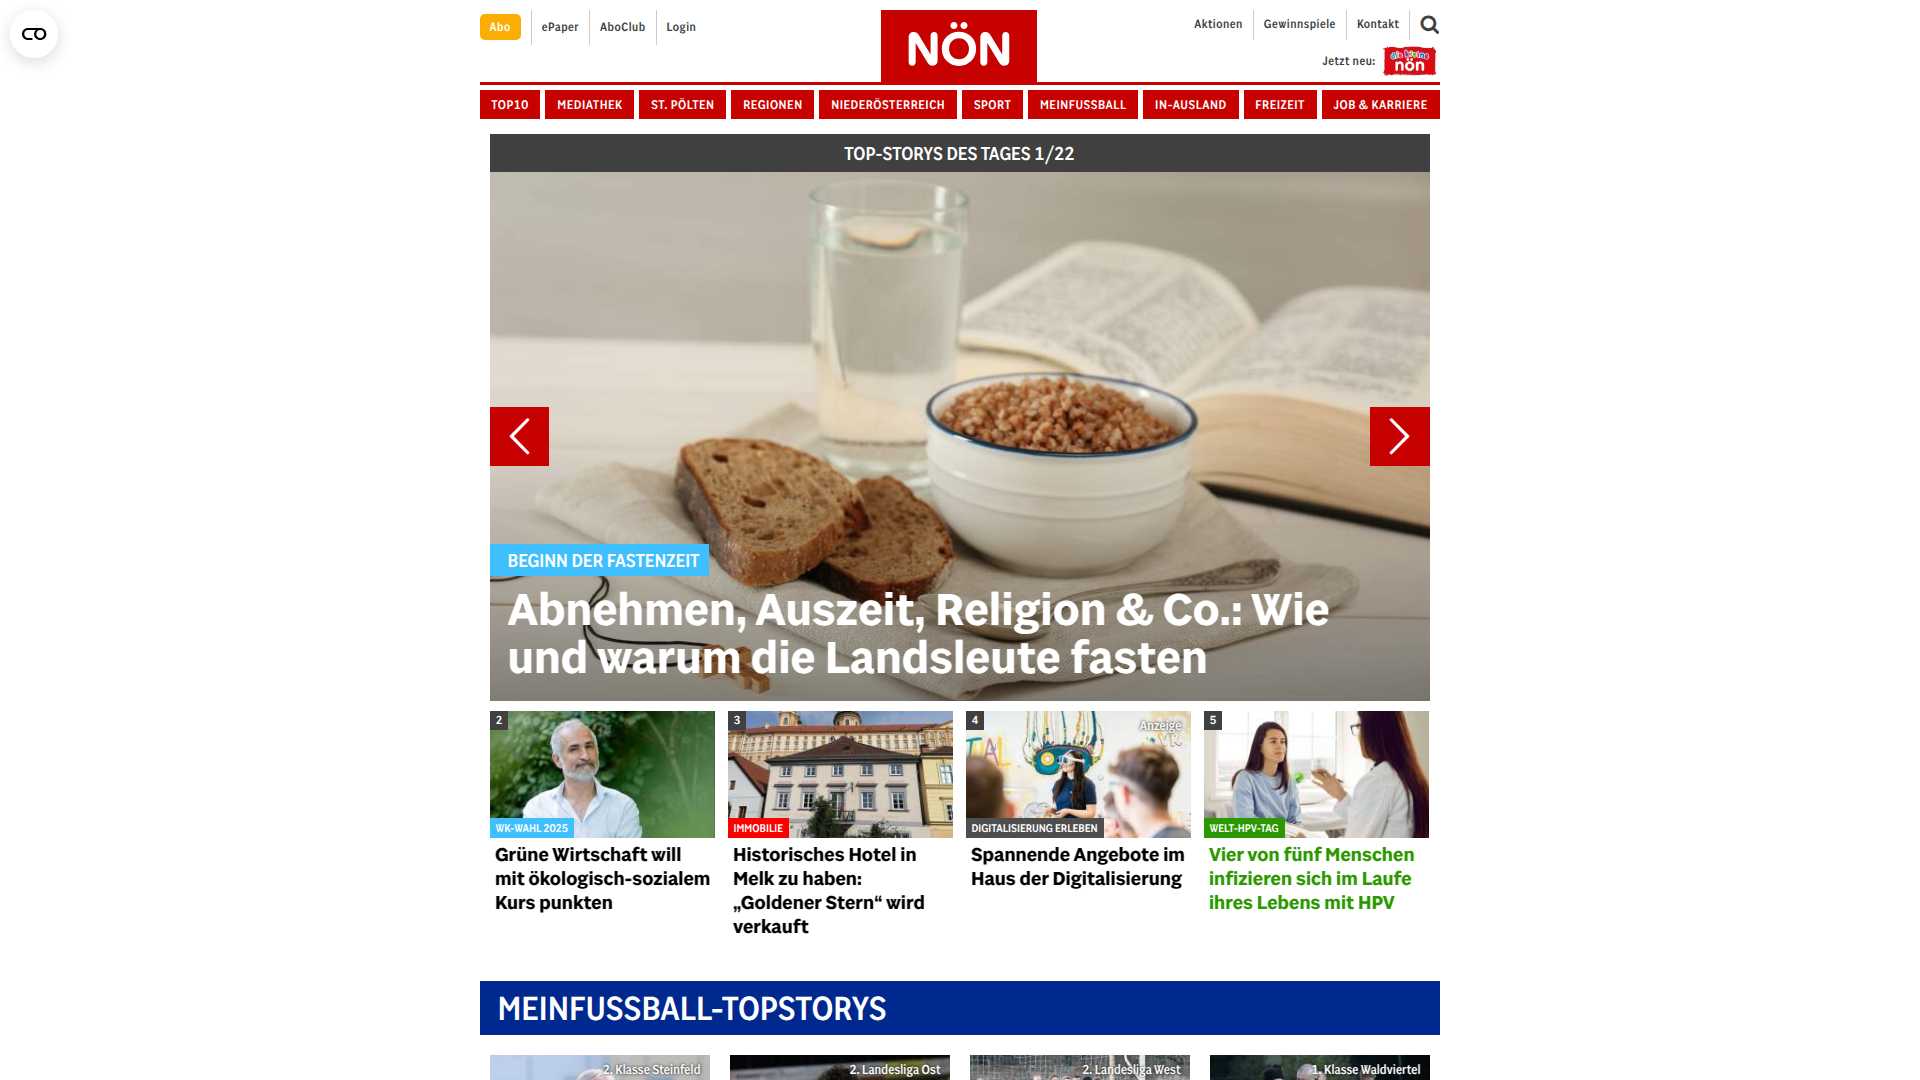 Abo
ePaper
AboClub
Login
NÖN
Aktionen
Gewinnspiele
Kontakt
Jetzt neu:
die kleine
nön
TOP10
MEDIATHEK
ST. PÖLTEN
REGIONEN
NIEDERÖSTERREICH
SPORT
MEINFUSSBALL
IN-AUSLAND
FREIZEIT
JOB & KARRIERE
TOP-STORYS DES TAGES 1/22
BEGINN DER FASTENZEIT
Abnehmen, Auszeit, Religion & Co.: Wie
und warum die Landsleute fasten
2
WK-WAHL 2025
Grüne Wirtschaft will
mit ökologisch-sozialem
Kurs punkten
3
IMMOBILIE
Historisches Hotel in
Melk zu haben:
„Goldener Stern“ wird
verkauft
4
Anzeige
DIGITALISIERUNG ERLEBEN
Spannende Angebote im
Haus der Digitalisierung
5
WELT-HPV-TAG
Vier von fünf Menschen
infizieren sich im Laufe
ihres Lebens mit HPV
MEINFUSSBALL-TOPSTORYS
2. Klasse Steinfeld
2. Landesliga Ost
2. Landesliga West
1. Klasse Waldviertel